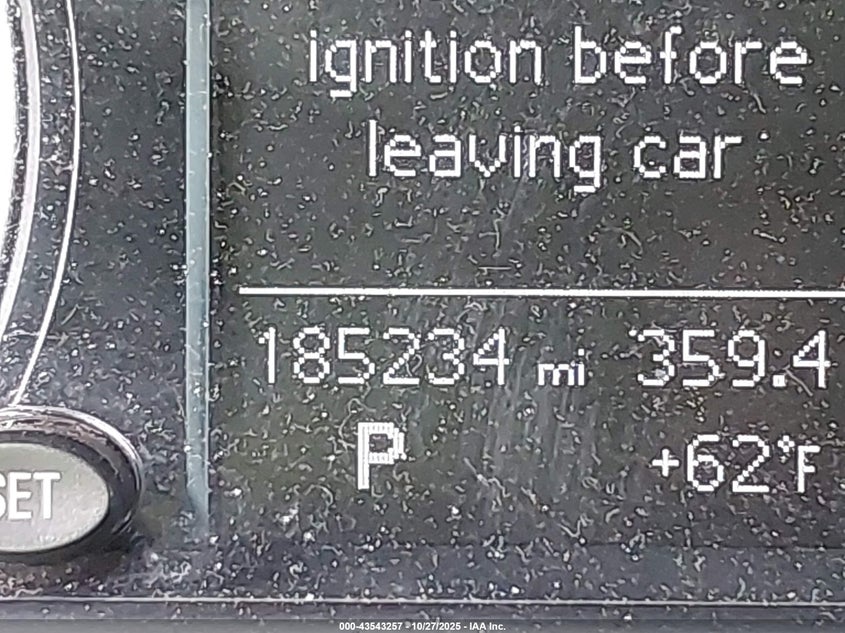 ignition before
leaving car
185234 mi 359.4
P +62°F
SET
000-43543257 - 10/27/2025 - IAA Inc.